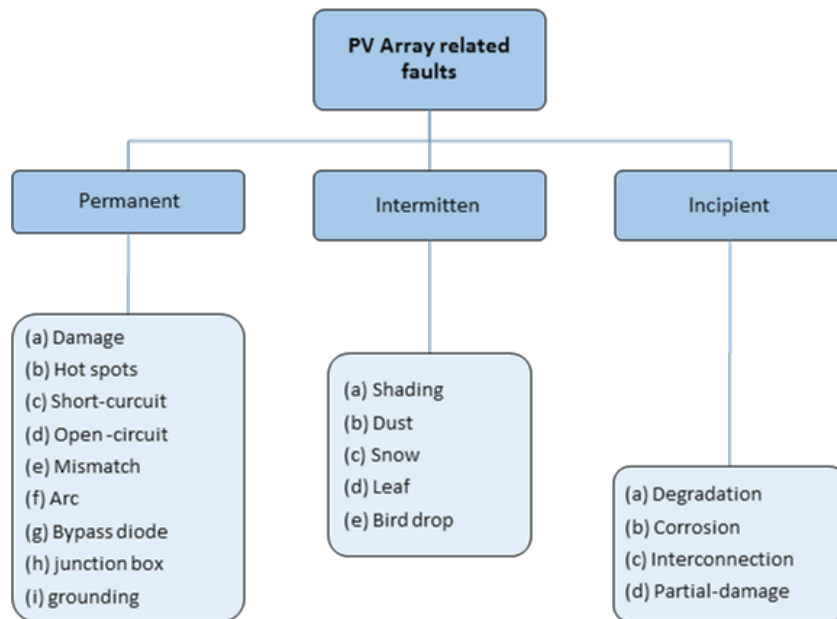 PV Array related
faults
Permanent
Intermitten
Incipient
(a) Damage
(b) Hot spots
(c) Short-curcuit
(d) Open -circuit
(e) Mismatch
(f) Arc
(g) Bypass diode
(h) junction box
(i) grounding
(a) Shading
(b) Dust
(c) Snow
(d) Leaf
(e) Bird drop
(a) Degradation
(b) Corrosion
(c) Interconnection
(d) Partial-damage